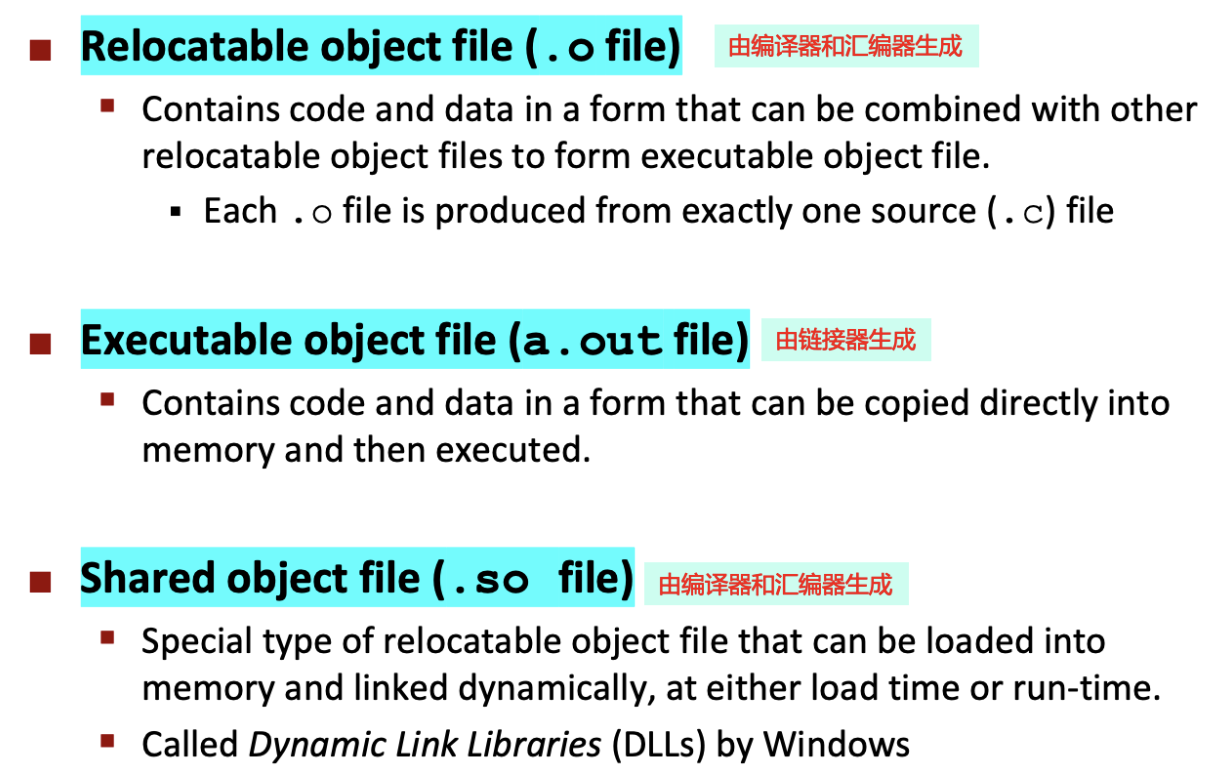 Relocatable object file (.o file) 由编译器和汇编器生成
Contains code and data in a form that can be combined with other
relocatable object files to form executable object file.
Each .o file is produced from exactly one source (.c) file
Executable object file (a.out file) 由链接器生成
Contains code and data in a form that can be copied directly into
memory and then executed.
Shared object file (.so file) 由编译器和汇编器生成
Special type of relocatable object file that can be loaded into
memory and linked dynamically, at either load time or run-time.
Called Dynamic Link Libraries (DLLs) by Windows